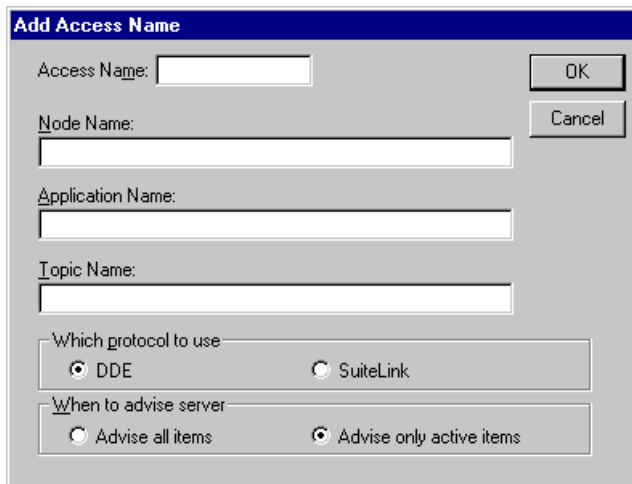 Add Access Name
Access Name:
OK
Cancel
Node Name:
Application Name:
Topic Name:
Which protocol to use
DDE
SuiteLink
When to advise server
Advise all items
Advise only active items